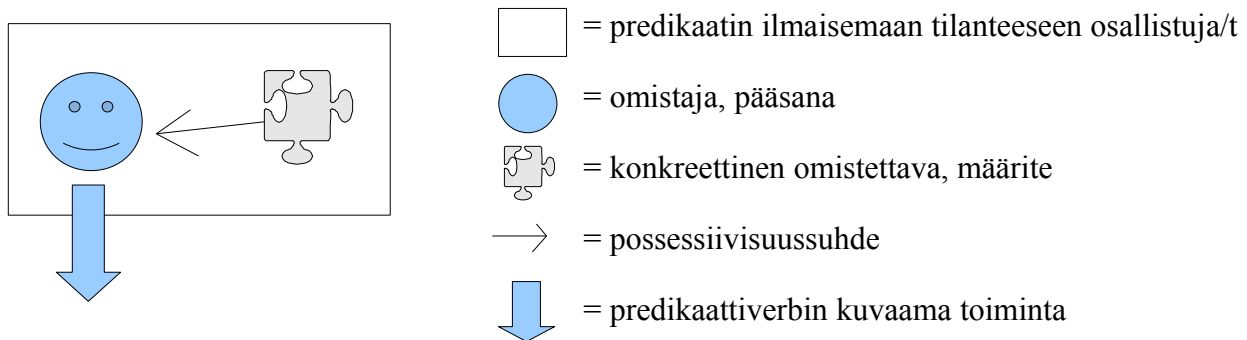 = predikaatin ilmaisemaan tilanteeseen osallistuja/t
= omistaja, pääsana
= konkreettinen omistettava, määrite
= possessiivisuussuhde
= predikaattiverbin kuvaama toiminta